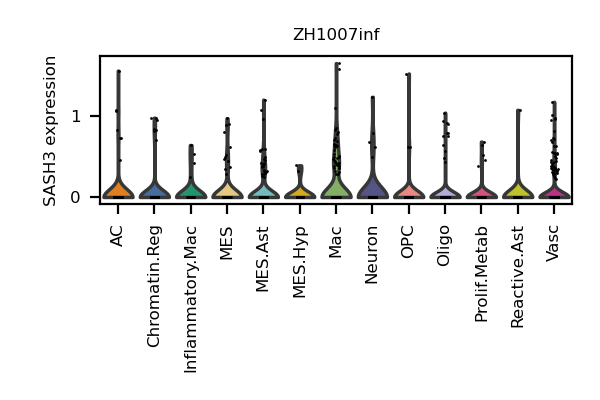 ZH1007inf
SASH3 expression
1
0
AC
Chromatin.Reg
Inflammatory.Mac
MES
MES.Ast
MES.Hyp
Mac
Neuron
OPC
Oligo
Prolif.Metab
Reactive.Ast
Vasc